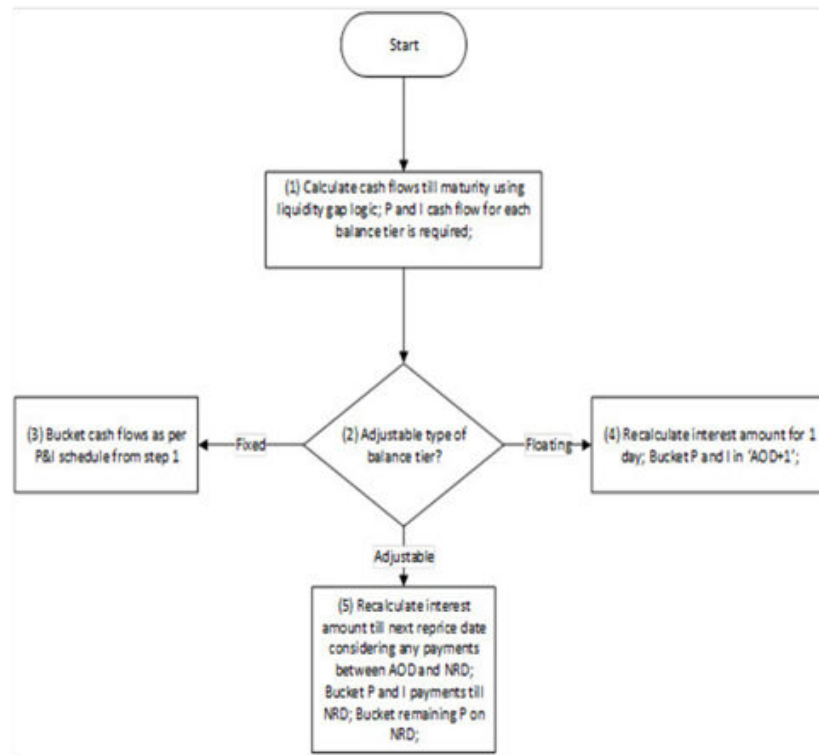 Start
(1) Calculate cash flows till maturity using
liquidity gap logic; P and I cash flow for each
balance tier is required;
(2) Adjustable type of
balance tier?
Fixed
(3) Bucket cash flows as per
P&I schedule from step 1
Floating
(4) Recalculate interest amount for 1
day; Bucket P and I in ‘AOD+1’;
Adjustable
(5) Recalculate interest
amount till next reprice date
considering any payments
between AOD and NRD;
Bucket P and I payments till
NRD; Bucket remaining P on
NRD;